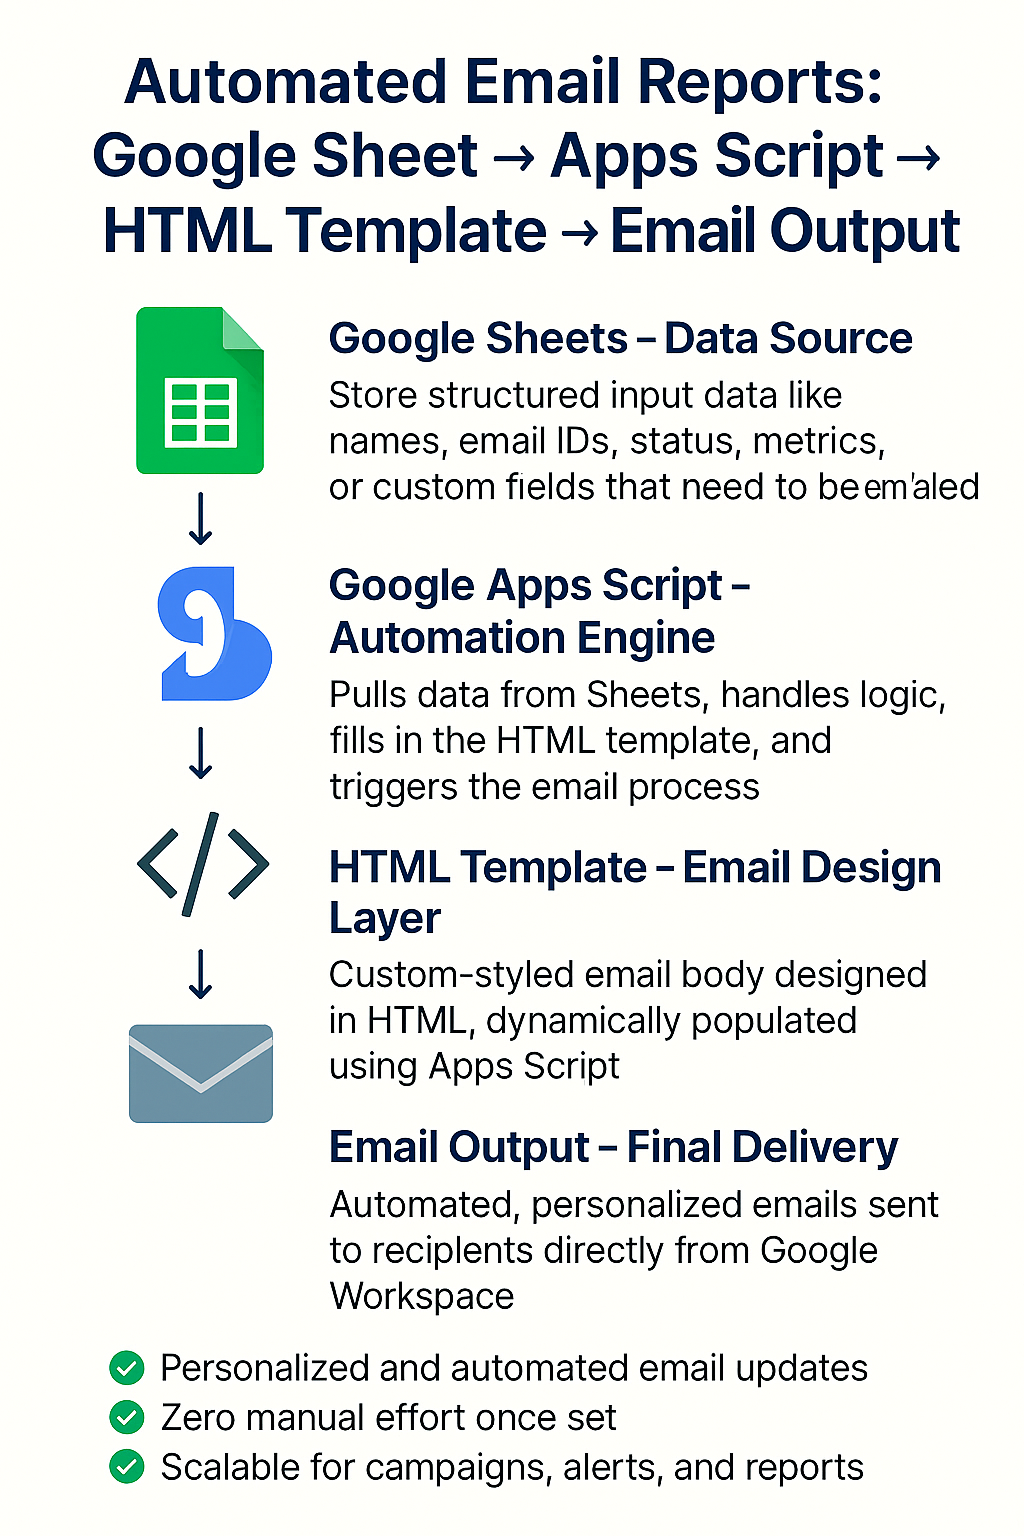 Automated Email Reports:
Google Sheet → Apps Script →
HTML Template → Email Output
Google Sheets – Data Source
Store structured input data like
names, email IDs, status, metrics,
or custom fields that need to be em'aled
Google Apps Script –
Automation Engine
Pulls data from Sheets, handles logic,
fills in the HTML template, and
triggers the email process
</>
HTML Template – Email Design
Layer
Custom-styled email body designed
in HTML, dynamically populated
using Apps Script
Email Output – Final Delivery
Automated, personalized emails sent
to reciplents directly from Google
Workspace
Personalized and automated email updates
Zero manual effort once set
Scalable for campaigns, alerts, and reports